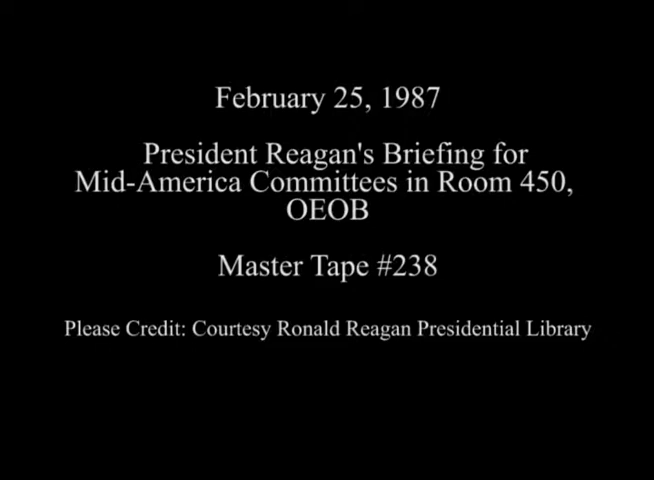 February 25, 1987
President Reagan's Briefing for
Mid-America Committees in Room 450,
OEOB
Master Tape #238
Please Credit: Courtesy Ronald Reagan Presidential Library